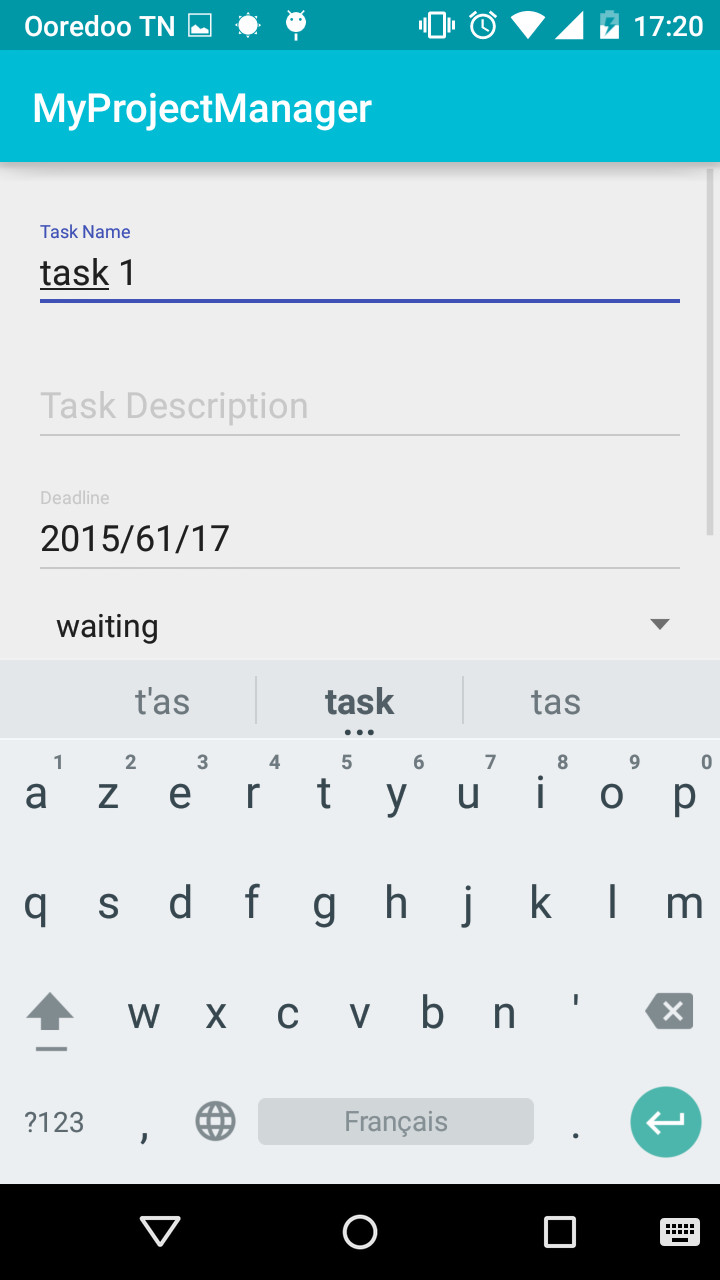 Ooredoo TN 17:20
MyProjectManager
Task Name
task 1
Task Description
Deadline
2015/61/17
waiting
t'as task tas
1 2 3 4 5 6 7 8 9 0
a z e r t y u i o p
q s d f g h j k l m
w x c v b n '
?123 , Français .